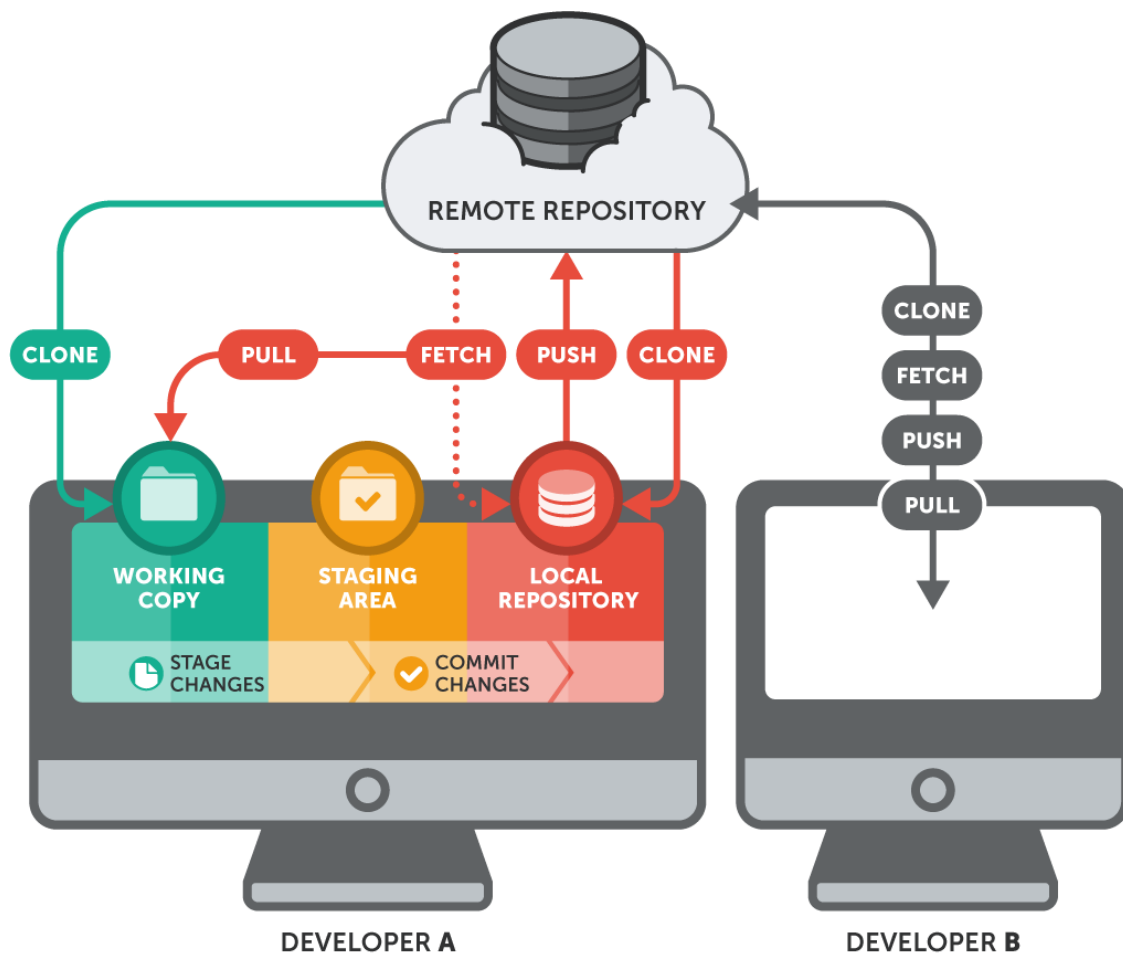 REMOTE REPOSITORY
CLONE
PULL
FETCH
PUSH
CLONE
WORKING
COPY
STAGING
AREA
LOCAL
REPOSITORY
STAGE
CHANGES
COMMIT
CHANGES
DEVELOPER A
CLONE
FETCH
PUSH
PULL
DEVELOPER B